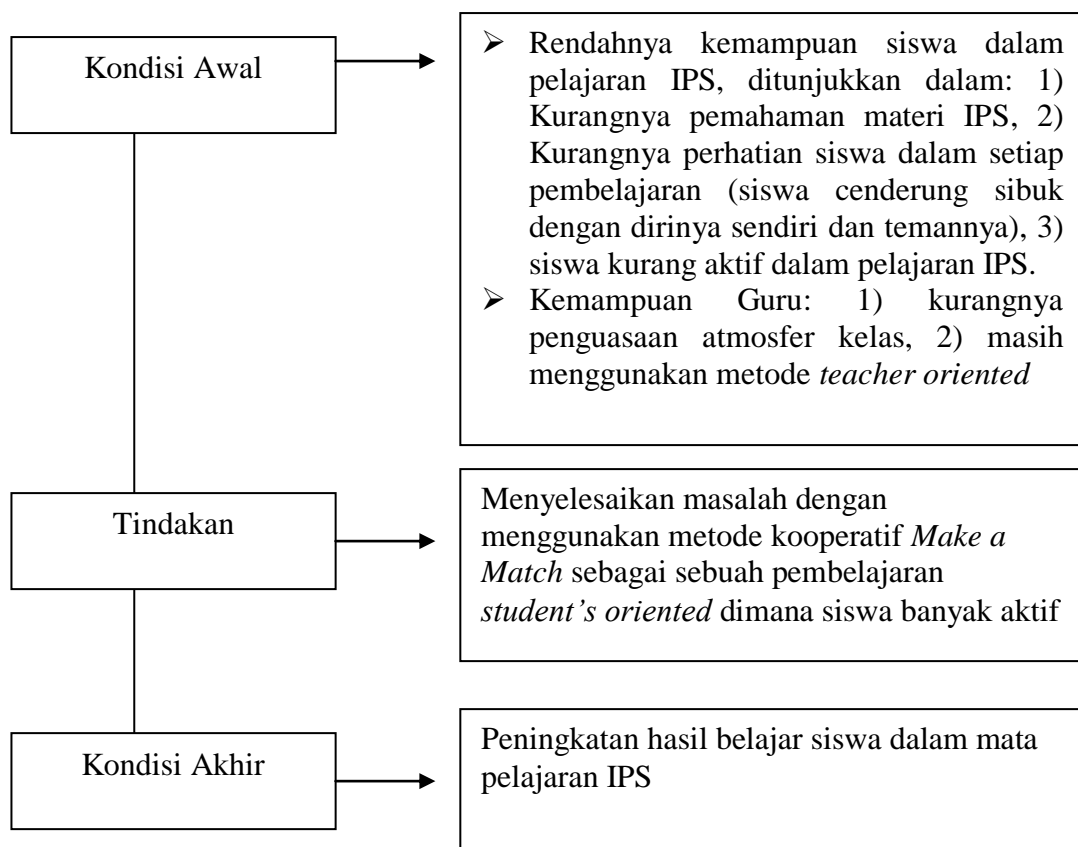 Kondisi Awal
➢ Rendahnya kemampuan siswa dalam
pelajaran IPS, ditunjukkan dalam: 1)
Kurangnya pemahaman materi IPS, 2)
Kurangnya perhatian siswa dalam setiap
pembelajaran (siswa cenderung sibuk
dengan dirinya sendiri dan temannya), 3)
siswa kurang aktif dalam pelajaran IPS.
➢ Kemampuan Guru: 1) kurangnya
penguasaan atmosfer kelas, 2) masih
menggunakan metode teacher oriented
Tindakan
Menyelesaikan masalah dengan
menggunakan metode kooperatif Make a
Match sebagai sebuah pembelajaran
student’s oriented dimana siswa banyak aktif
Kondisi Akhir
Peningkatan hasil belajar siswa dalam mata
pelajaran IPS